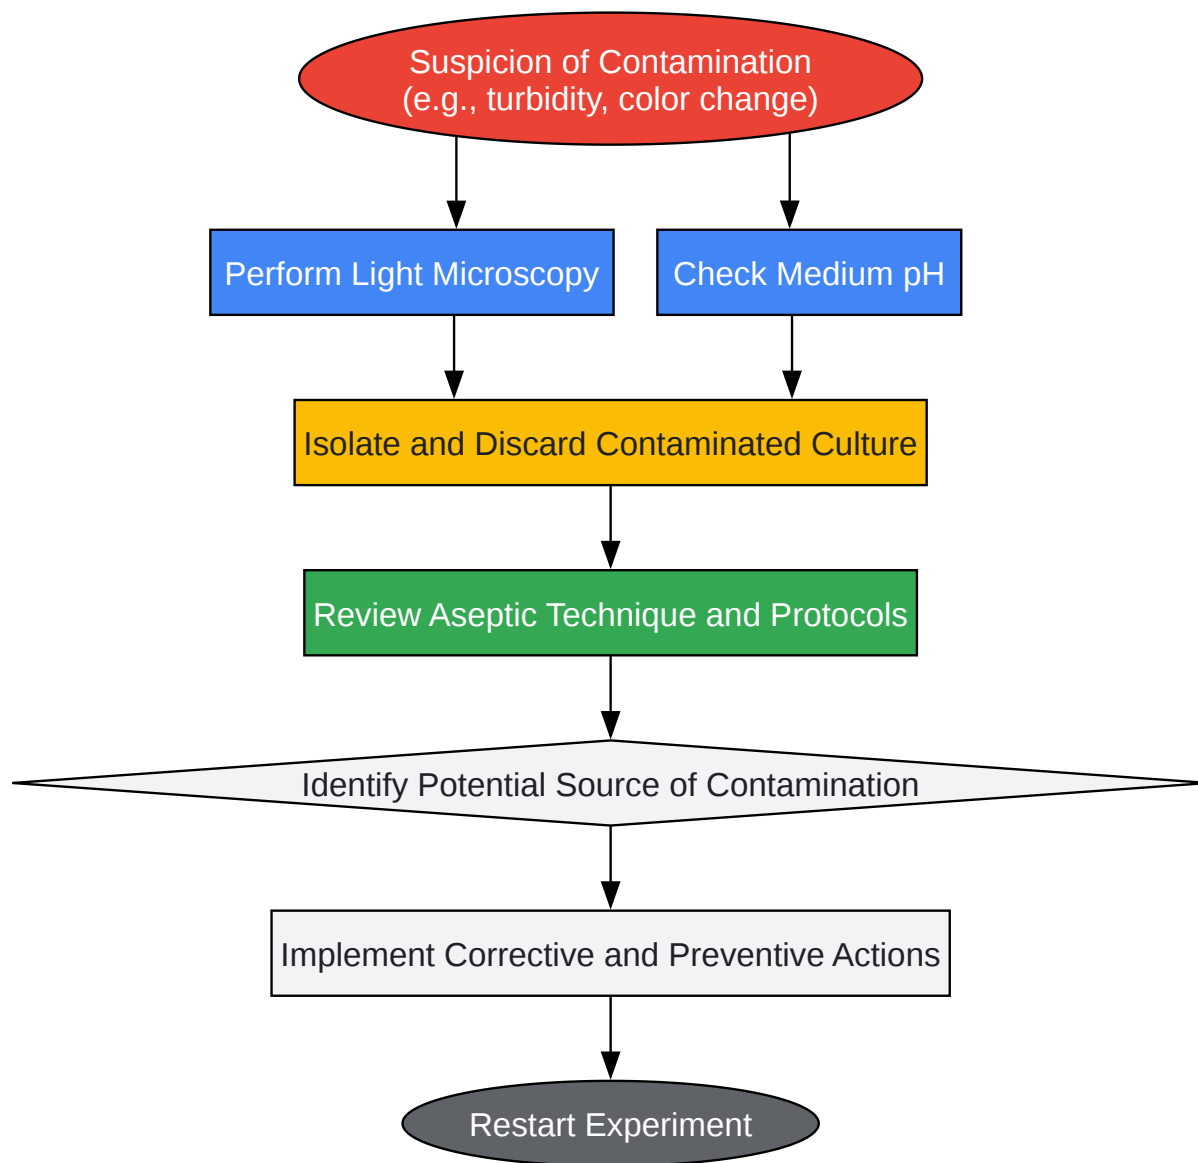 Suspicion of Contamination
(e.g., turbidity, color change)
Perform Light Microscopy
Check Medium pH
Isolate and Discard Contaminated Culture
Review Aseptic Technique and Protocols
Identify Potential Source of Contamination
Implement Corrective and Preventive Actions
Restart Experiment